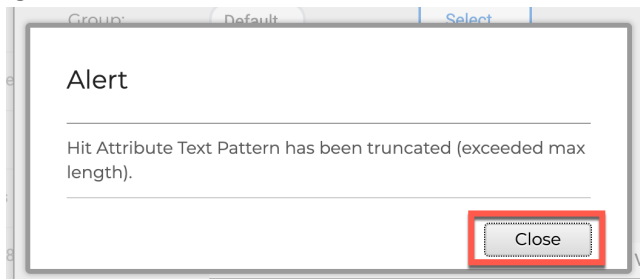 Group: Default Select
Alert
Hit Attribute Text Pattern has been truncated (exceeded max
length).
Close